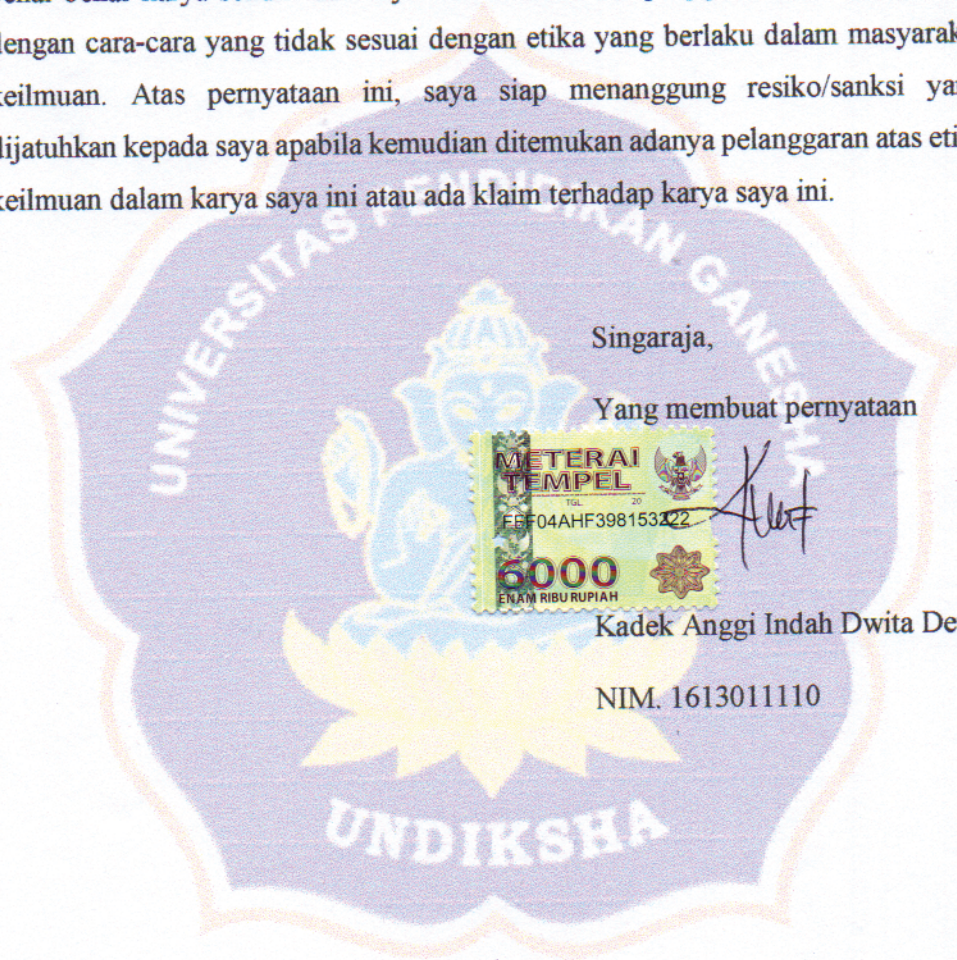 dengan cara-cara yang tidak sesuai dengan etika yang berlaku dalam masyarak
keilmuan. Atas pernyataan ini, saya siap menanggung resiko/sanksi yan
dijatuhkan kepada saya apabila kemudian ditemukan adanya pelanggaran atas eti
keilmuan dalam karya saya ini atau ada klaim terhadap karya saya ini.
UNIVERSITAS PENDIDIKAN GANESHA
Singaraja,
Yang membuat pernyataan
METERAI
TEMPEL
TGL 20
FEF04AHF398153222
6000
ENAM RIBU RUPIAH
Kadek Anggi Indah Dwita De
NIM. 1613011110
UNDIKSHA